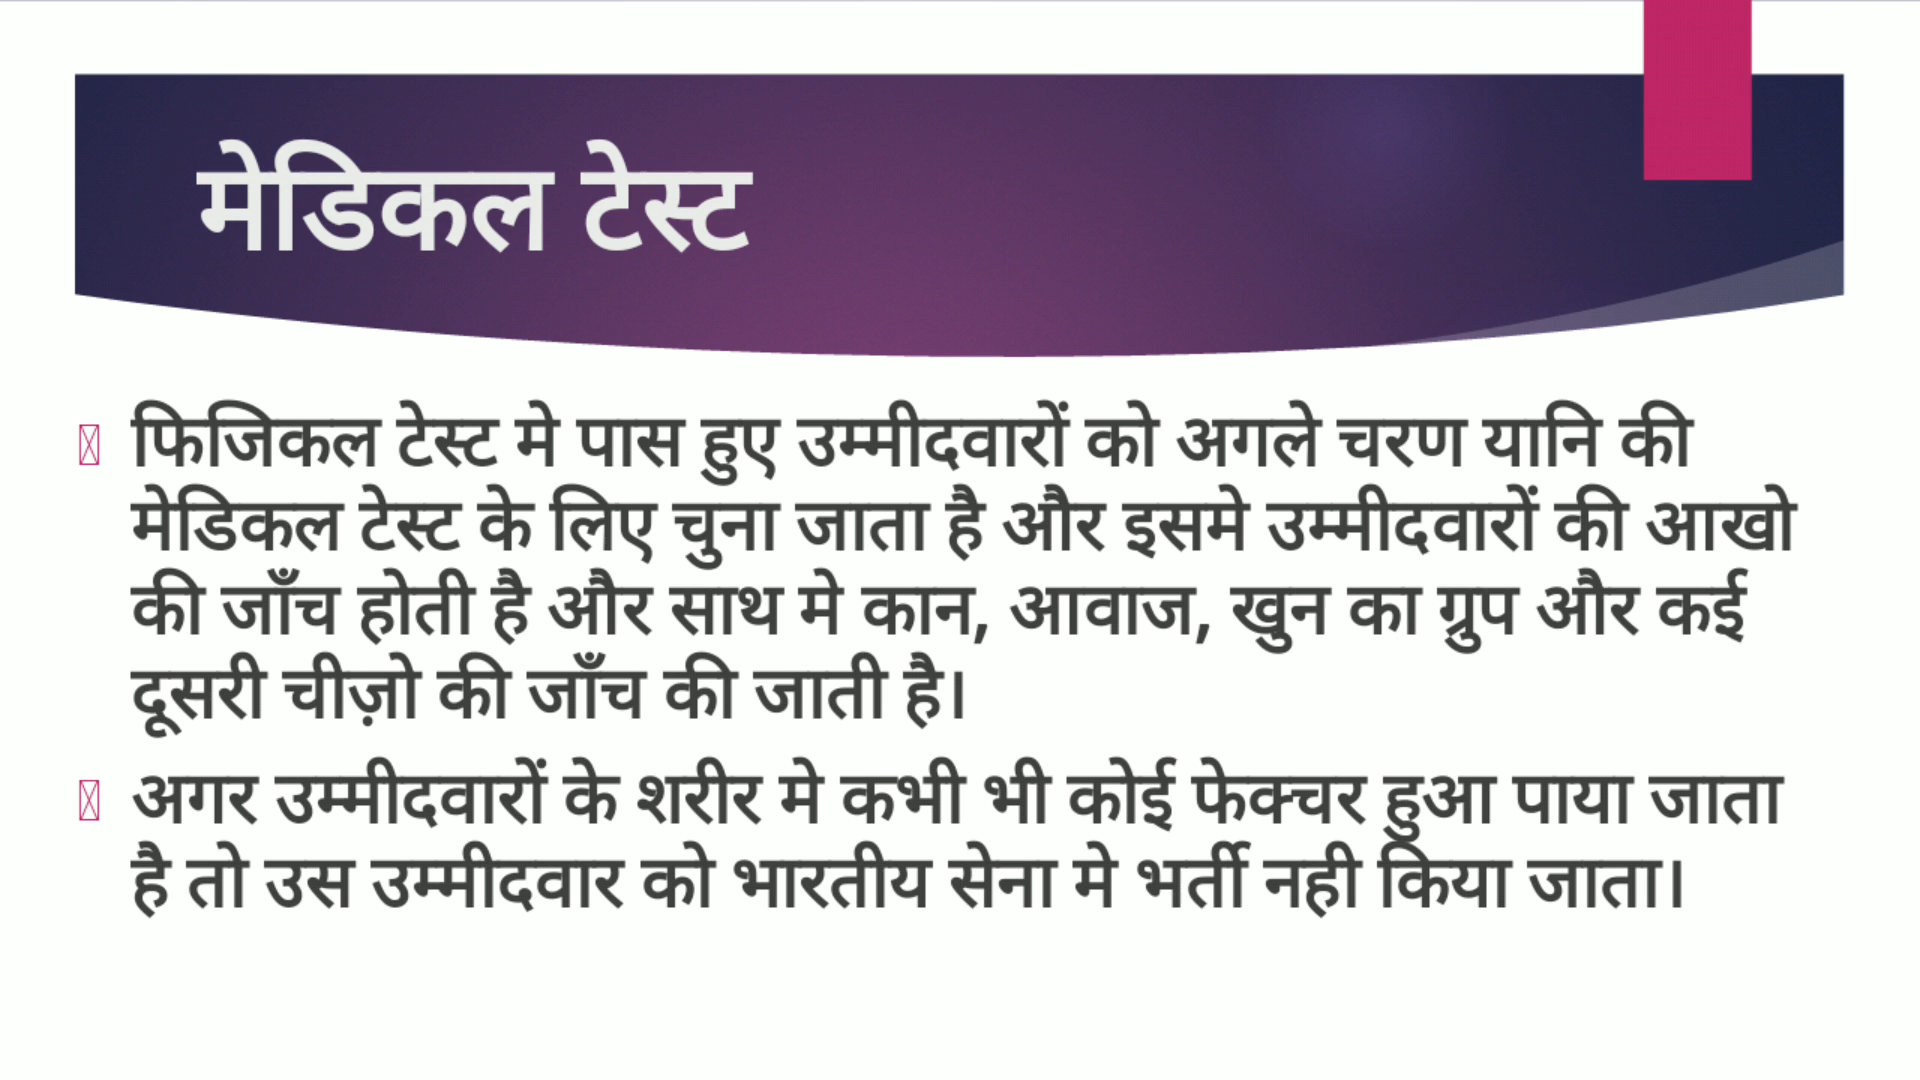 मेडिकल टेस्ट
फिजिकल टेस्ट मे पास हुए उम्मीदवारों को अगले चरण यानि की
मेडिकल टेस्ट के लिए चुना जाता है और इसमे उम्मीदवारों की आखो
की जाँच होती है और साथ मे कान, आवाज, खुन का ग्रुप और कई
दूसरी चीज़ो की जाँच की जाती है।
अगर उम्मीदवारों के शरीर मे कभी भी कोई फेक्चर हुआ पाया जाता
है तो उस उम्मीदवार को भारतीय सेना मे भर्ती नही किया जाता।